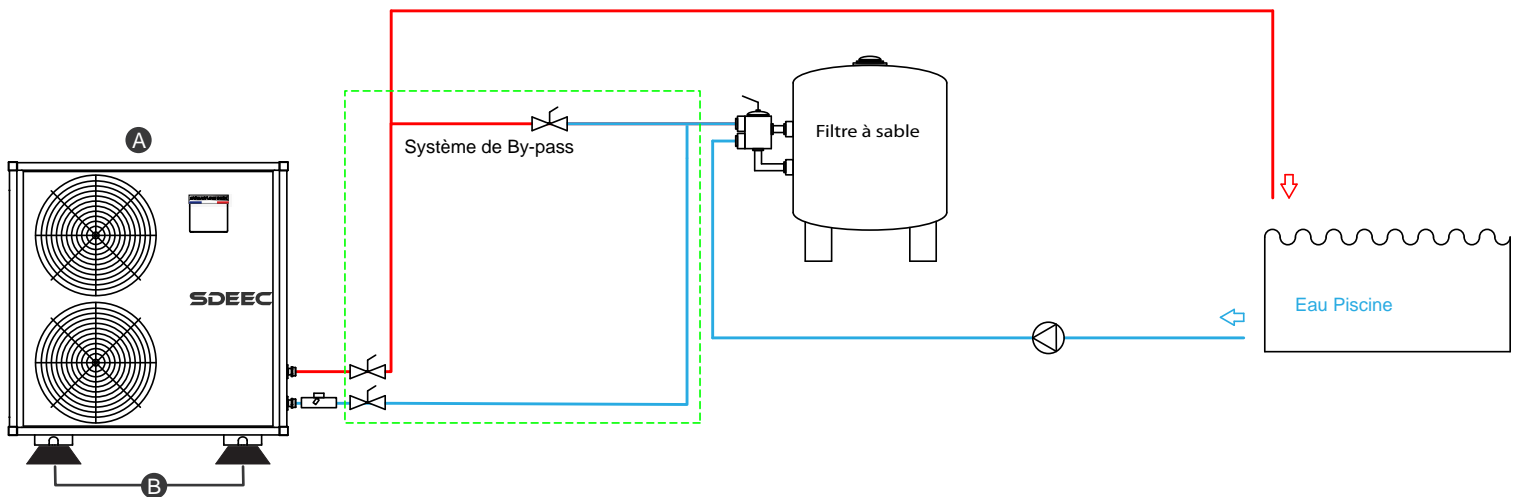 A
Système de By-pass
Filtre à sable
SDEEC
Eau Piscine
B